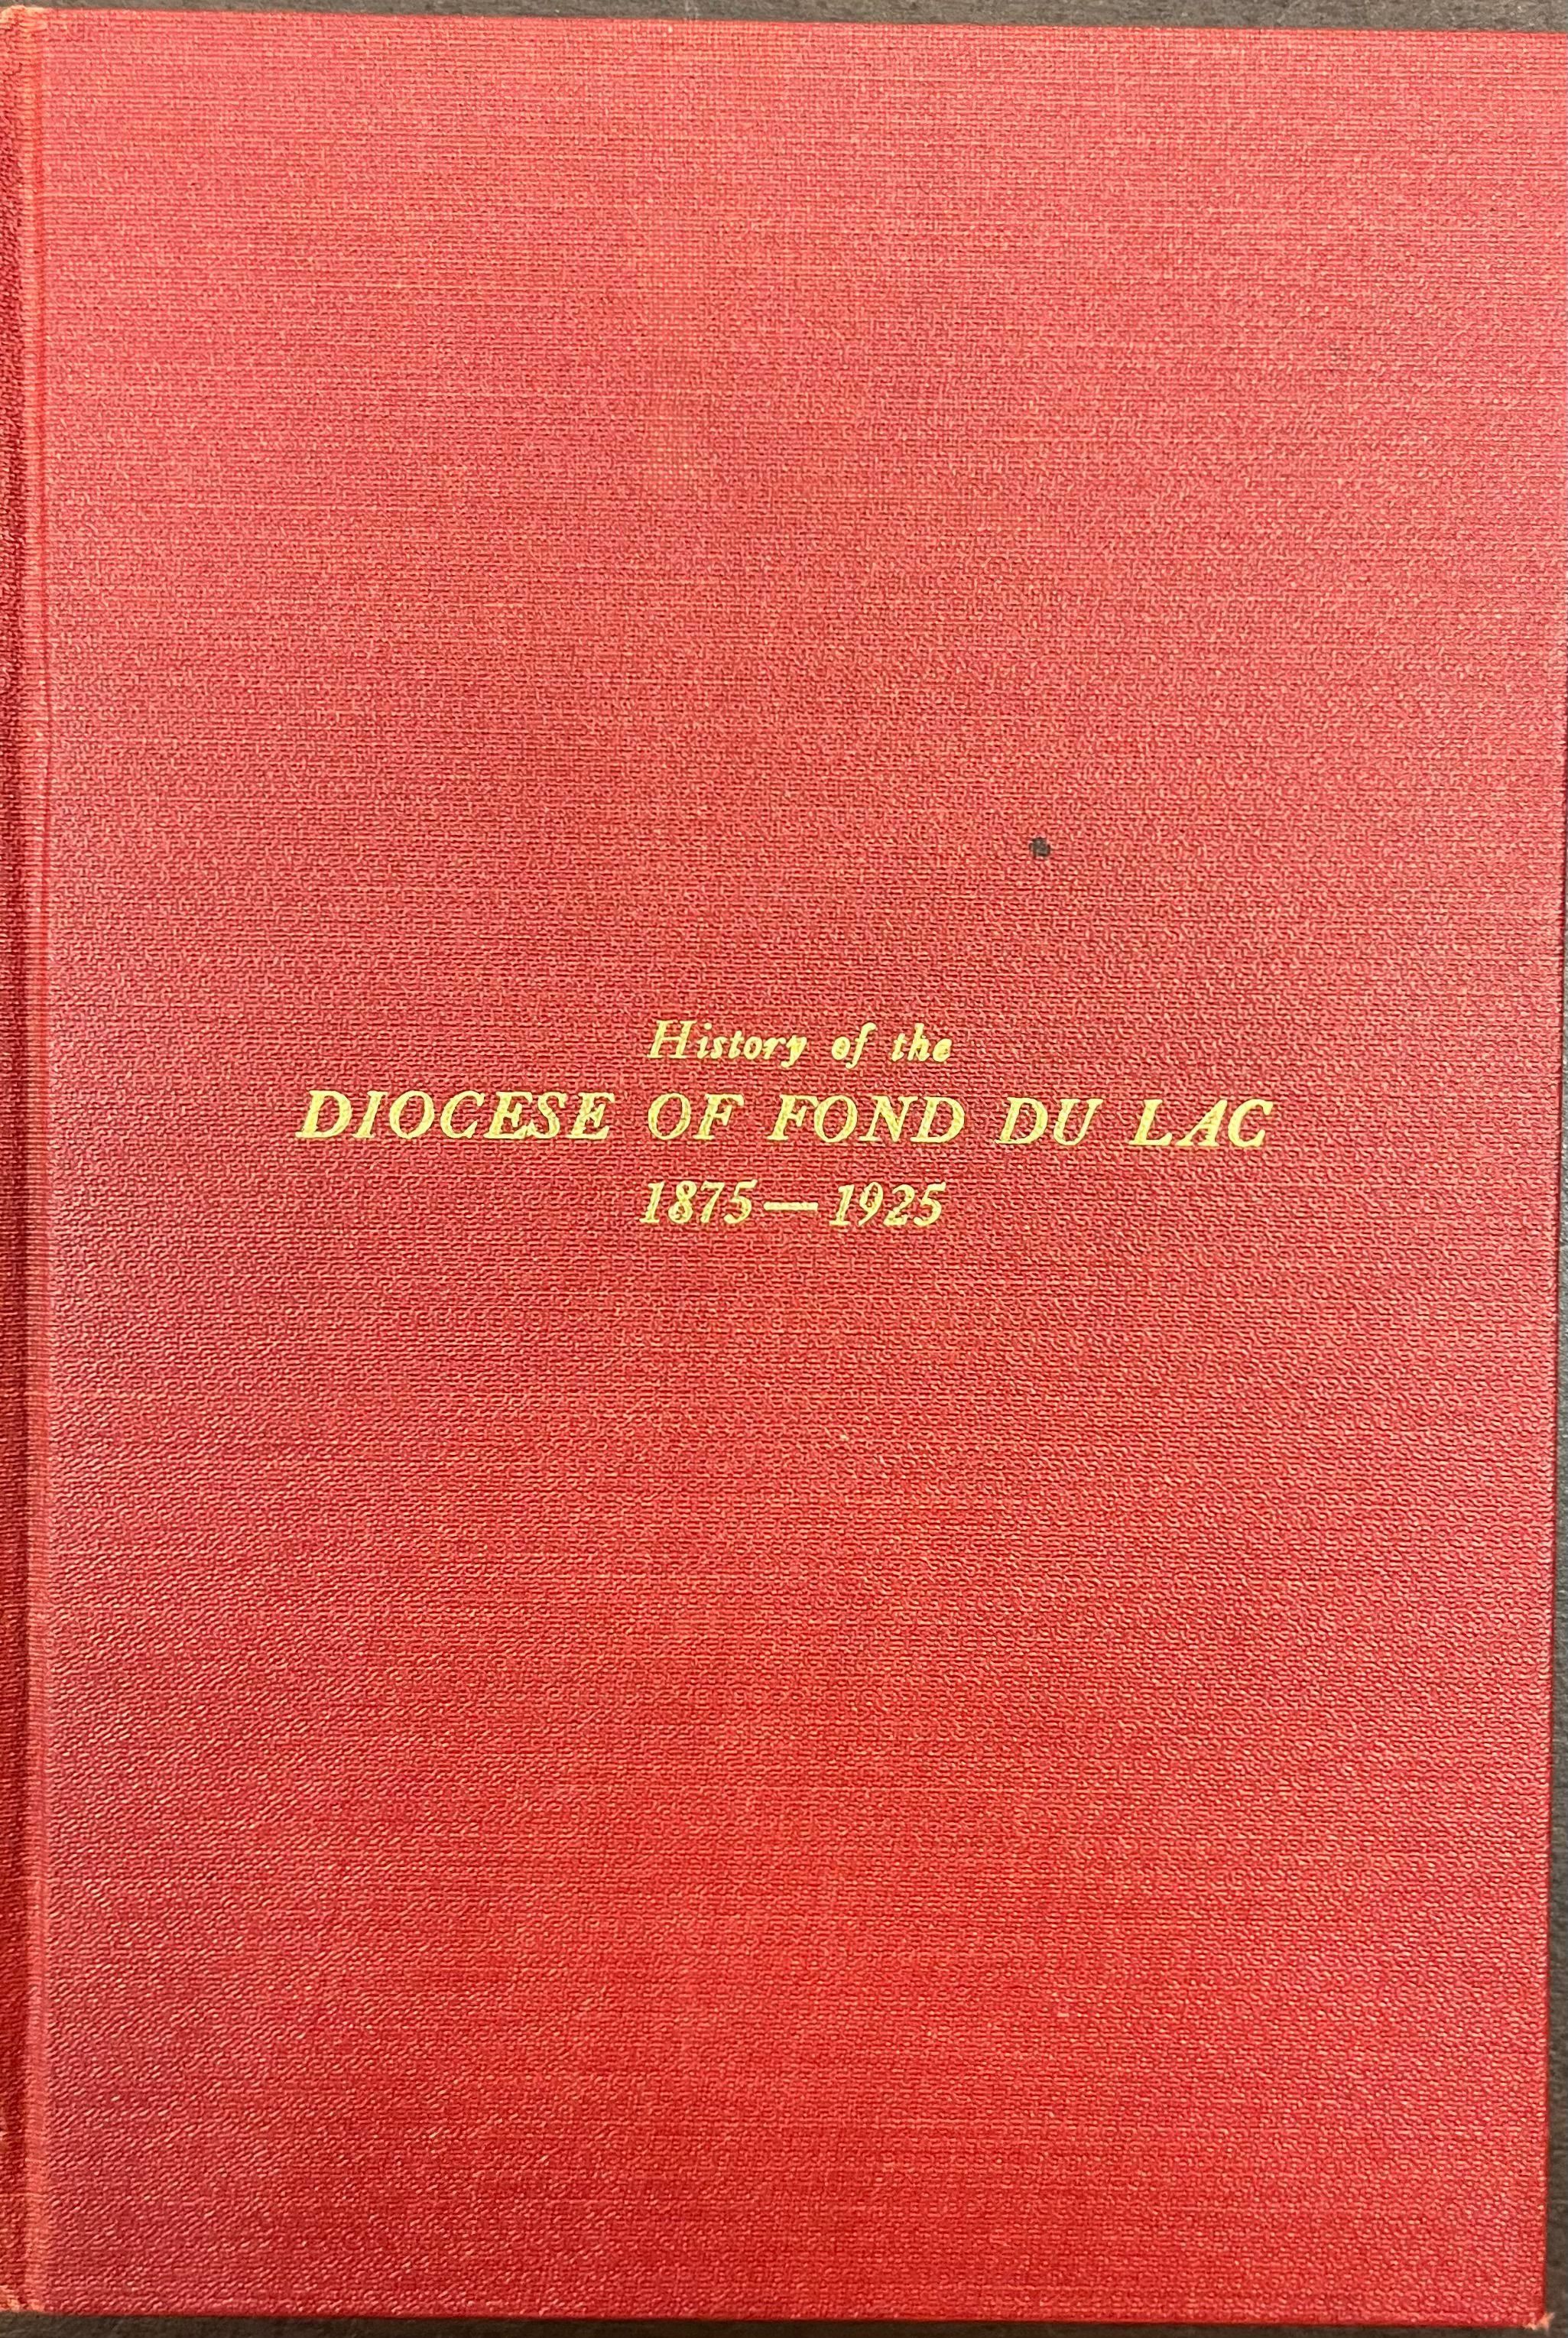 History of the
DIOCESE OF FOND DU LAC
1875—1925